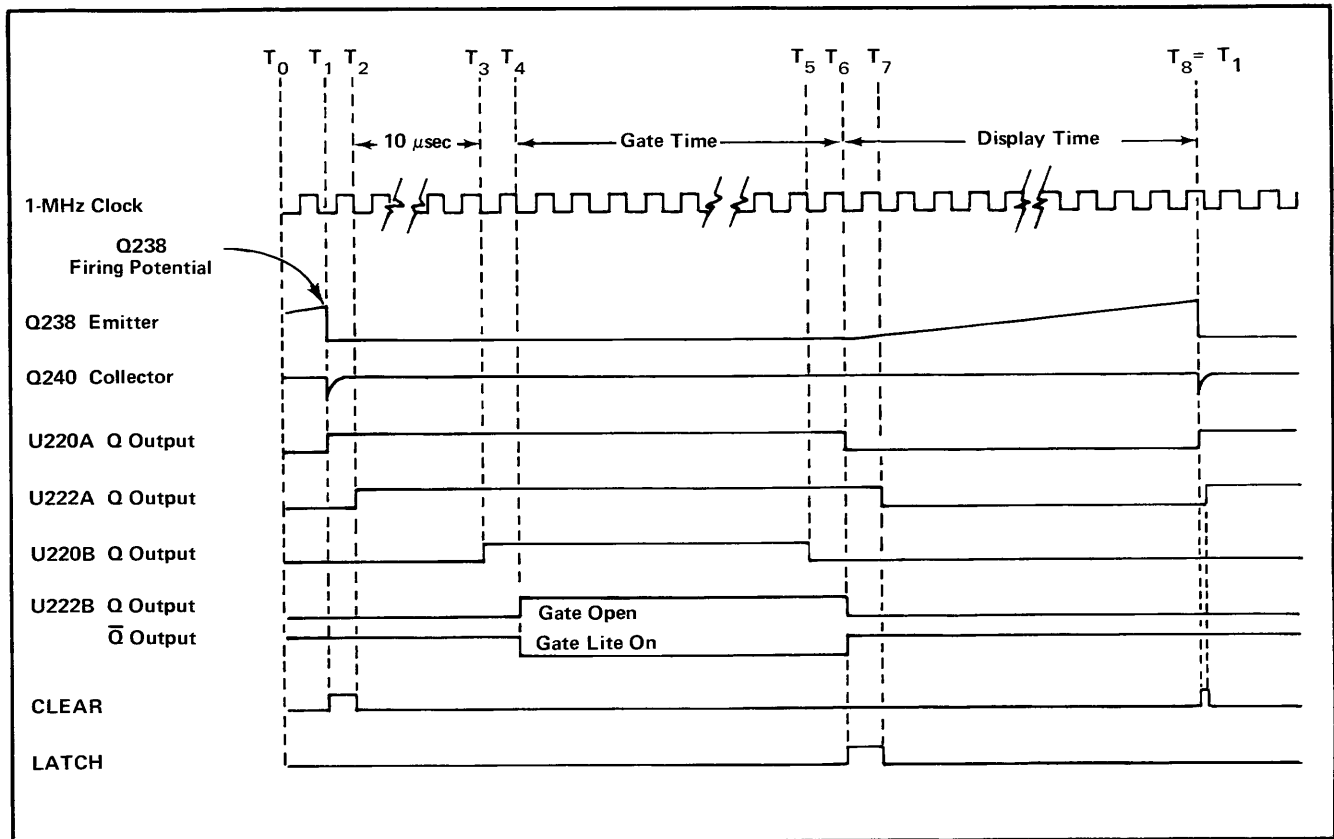 T0 T1 T2 T3 T4 T5 T6 T7 T8 = T1
10 μsec Gate Time Display Time
1-MHz Clock
Q238
Firing Potential
Q238 Emitter
Q240 Collector
U220A Q Output
U222A Q Output
U220B Q Output
U222B Q Output Gate Open
Q̅ Output Gate Lite On
CLEAR
LATCH